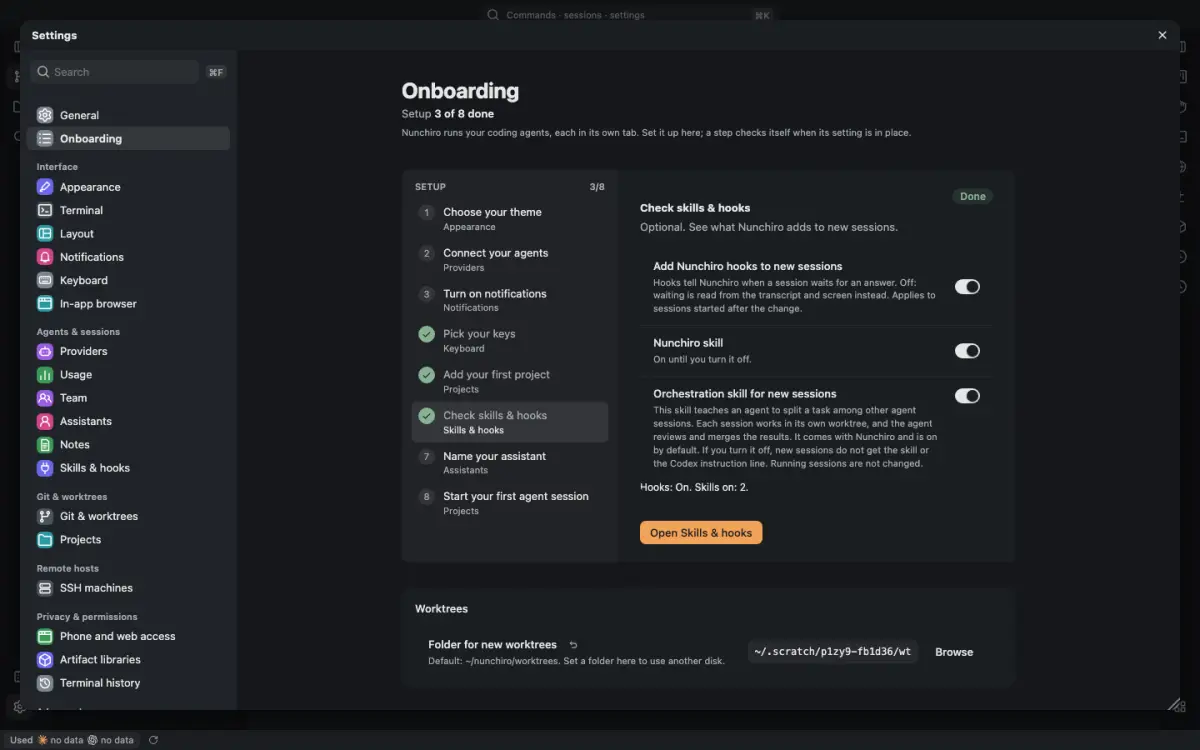 Commands · sessions · settings
⌘K
Settings
Search
⌘F
General
Onboarding
Interface
Appearance
Terminal
Layout
Notifications
Keyboard
In-app browser
Agents & sessions
Providers
Usage
Team
Assistants
Notes
Skills & hooks
Git & worktrees
Git & worktrees
Projects
Remote hosts
SSH machines
Privacy & permissions
Phone and web access
Artifact libraries
Terminal history
Onboarding
Setup 3 of 8 done
Nunchiro runs your coding agents, each in its own tab. Set it up here; a step checks itself when its setting is in place.
SETUP
3/8
1
Choose your theme
Appearance
2
Connect your agents
Providers
3
Turn on notifications
Notifications
Pick your keys
Keyboard
Add your first project
Projects
Check skills & hooks
Skills & hooks
7
Name your assistant
Assistants
8
Start your first agent session
Projects
Done
Check skills & hooks
Optional. See what Nunchiro adds to new sessions.
Add Nunchiro hooks to new sessions
Hooks tell Nunchiro when a session waits for an answer. Off:
waiting is read from the transcript and screen instead. Applies to
sessions started after the change.
Nunchiro skill
On until you turn it off.
Orchestration skill for new sessions
This skill teaches an agent to split a task among other agent
sessions. Each session works in its own worktree, and the agent
reviews and merges the results. It comes with Nunchiro and is on
by default. If you turn it off, new sessions do not get the skill or
the Codex instruction line. Running sessions are not changed.
Hooks: On. Skills on: 2.
Open Skills & hooks
Worktrees
Folder for new worktrees
Default: ~/nunchiro/worktrees. Set a folder here to use another disk.
~/.scratch/p1zy9-fb1d36/wt
Browse
Used
no data
no data